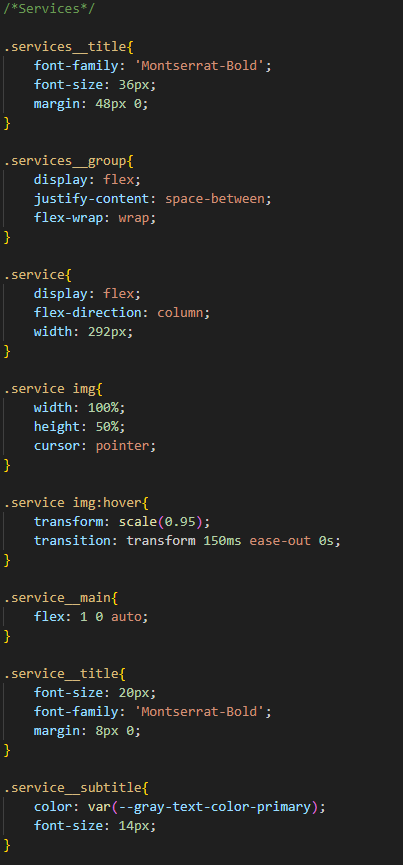 /*Services*/
.services__title{
font-family: 'Montserrat-Bold';
font-size: 36px;
margin: 48px 0;
}
.services__group{
display: flex;
justify-content: space-between;
flex-wrap: wrap;
}
.service{
display: flex;
flex-direction: column;
width: 292px;
}
.service img{
width: 100%;
height: 50%;
cursor: pointer;
}
.service img:hover{
transform: scale(0.95);
transition: transform 150ms ease-out 0s;
}
.service__main{
flex: 1 0 auto;
}
.service__title{
font-size: 20px;
font-family: 'Montserrat-Bold';
margin: 8px 0;
}
.service__subtitle{
color: var(--gray-text-color-primary);
font-size: 14px;
}